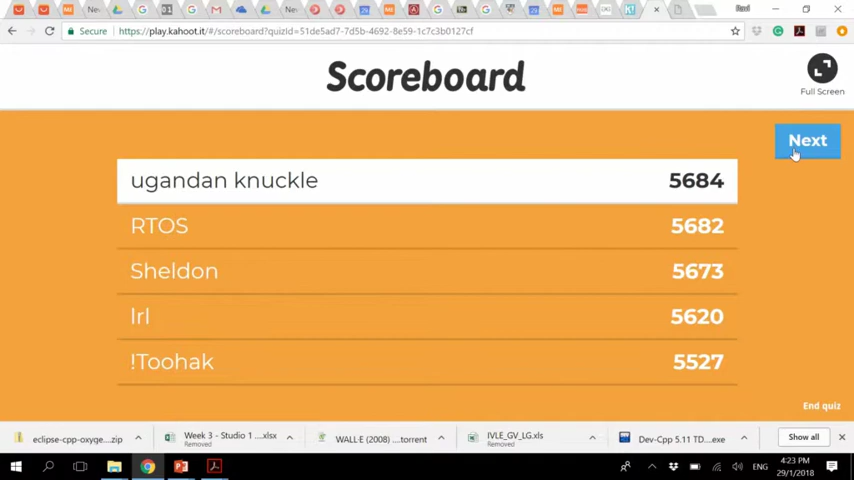 Secure
https://play.kahoot.it/#/scoreboard?quizId=51de5ad7-7d5b-4692-8e59-1c7c3b0127cf
Scoreboard
Full Screen
Next
ugandan knuckle 5684
RTOS 5682
Sheldon 5673
lrl 5620
!Toohak 5527
End quiz
eclipse-cpp-oxyge....zip
Week 3 - Studio 1 ....xlsx
Removed
WALL·E (2008) ....torrent
IVLE_GV_LG.xls
Removed
Dev-Cpp 5.11 TD....exe
Show all
ENG
4:23 PM
29/1/2018